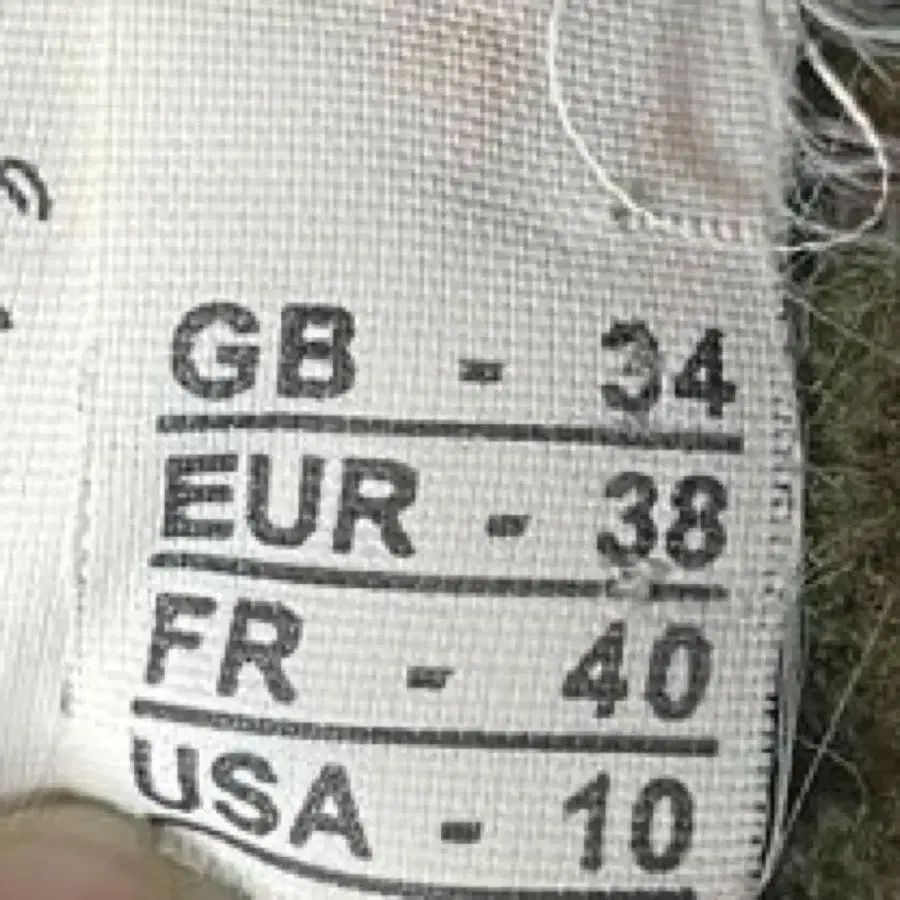 GB - 34
EUR - 38
FR - 40
USA - 10